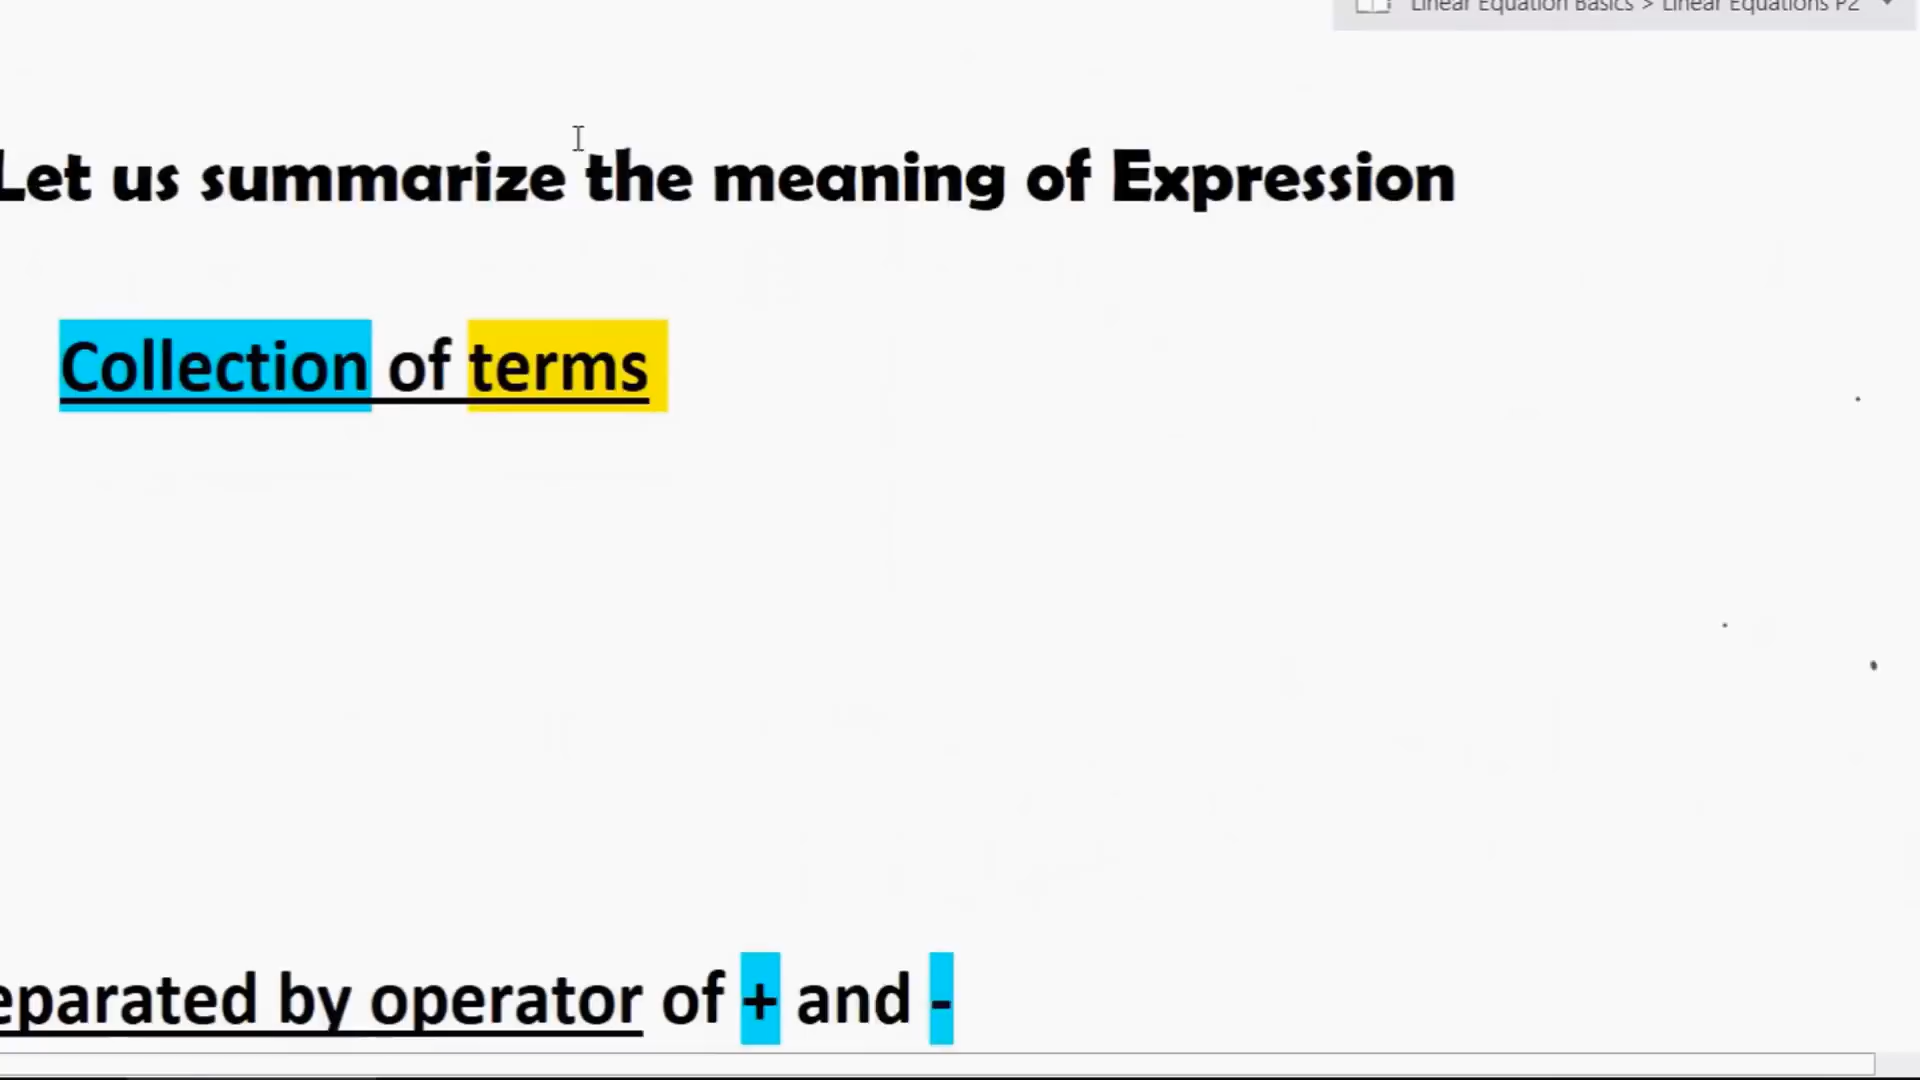 Linear Equation Basics > Linear Equations P2
Let us summarize the meaning of Expression
Collection of terms
eparated by operator of + and -